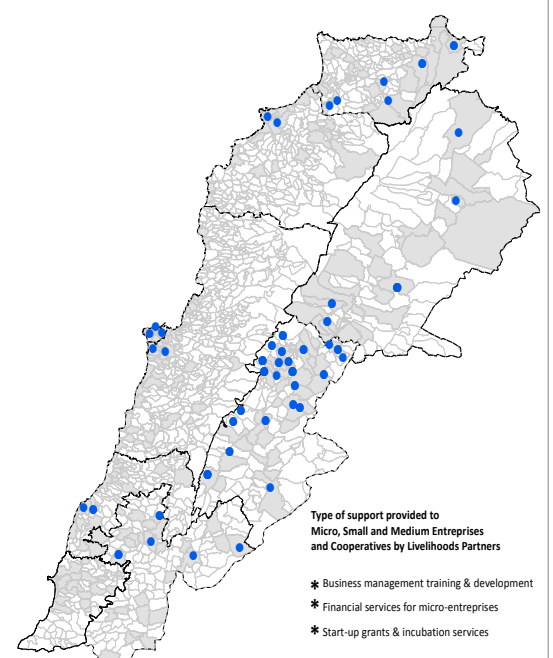 Type of support provided to
Micro, Small and Medium Entreprises
and Cooperatives by Livelihoods Partners
* Business management training & development
* Financial services for micro-entreprises
* Start-up grants & incubation services